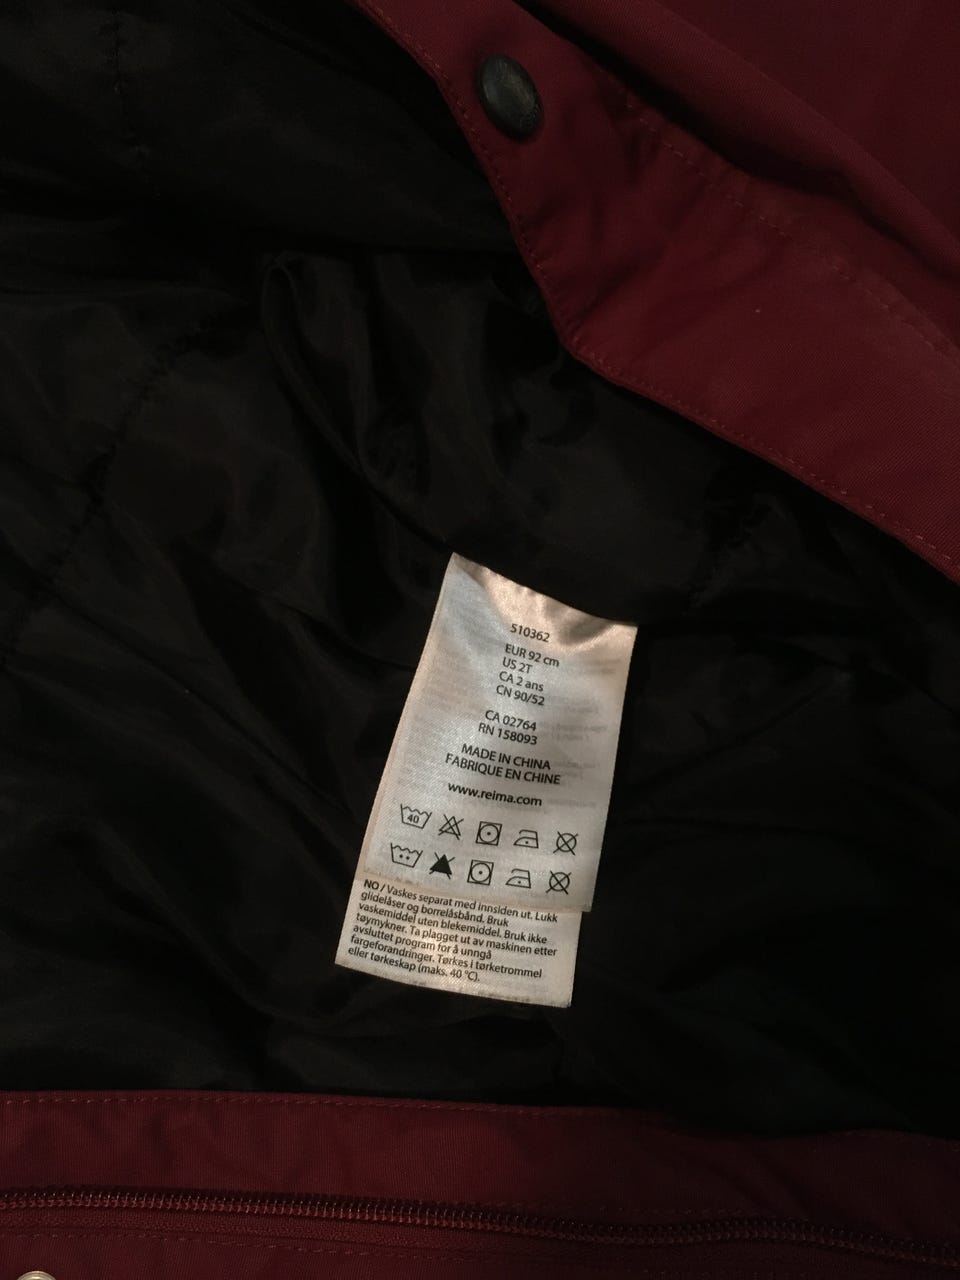 510362
EUR 92 cm
US 2T
CA 2 ans
CN 90/52
CA 02764
RN 158093
MADE IN CHINA
FABRIQUE EN CHINE
www.reima.com
40
NO / Vaskes separat med innsiden ut. Lukk
glidelåser og borrelåsbånd. Bruk
vaskemiddel uten blekemiddel. Bruk ikke
tøymykner. Ta plagget ut av maskinen etter
avsluttet program for å unngå
fargeforandringer. Tørkes i tørketrommel
eller tørkeskap (maks. 40 °C).